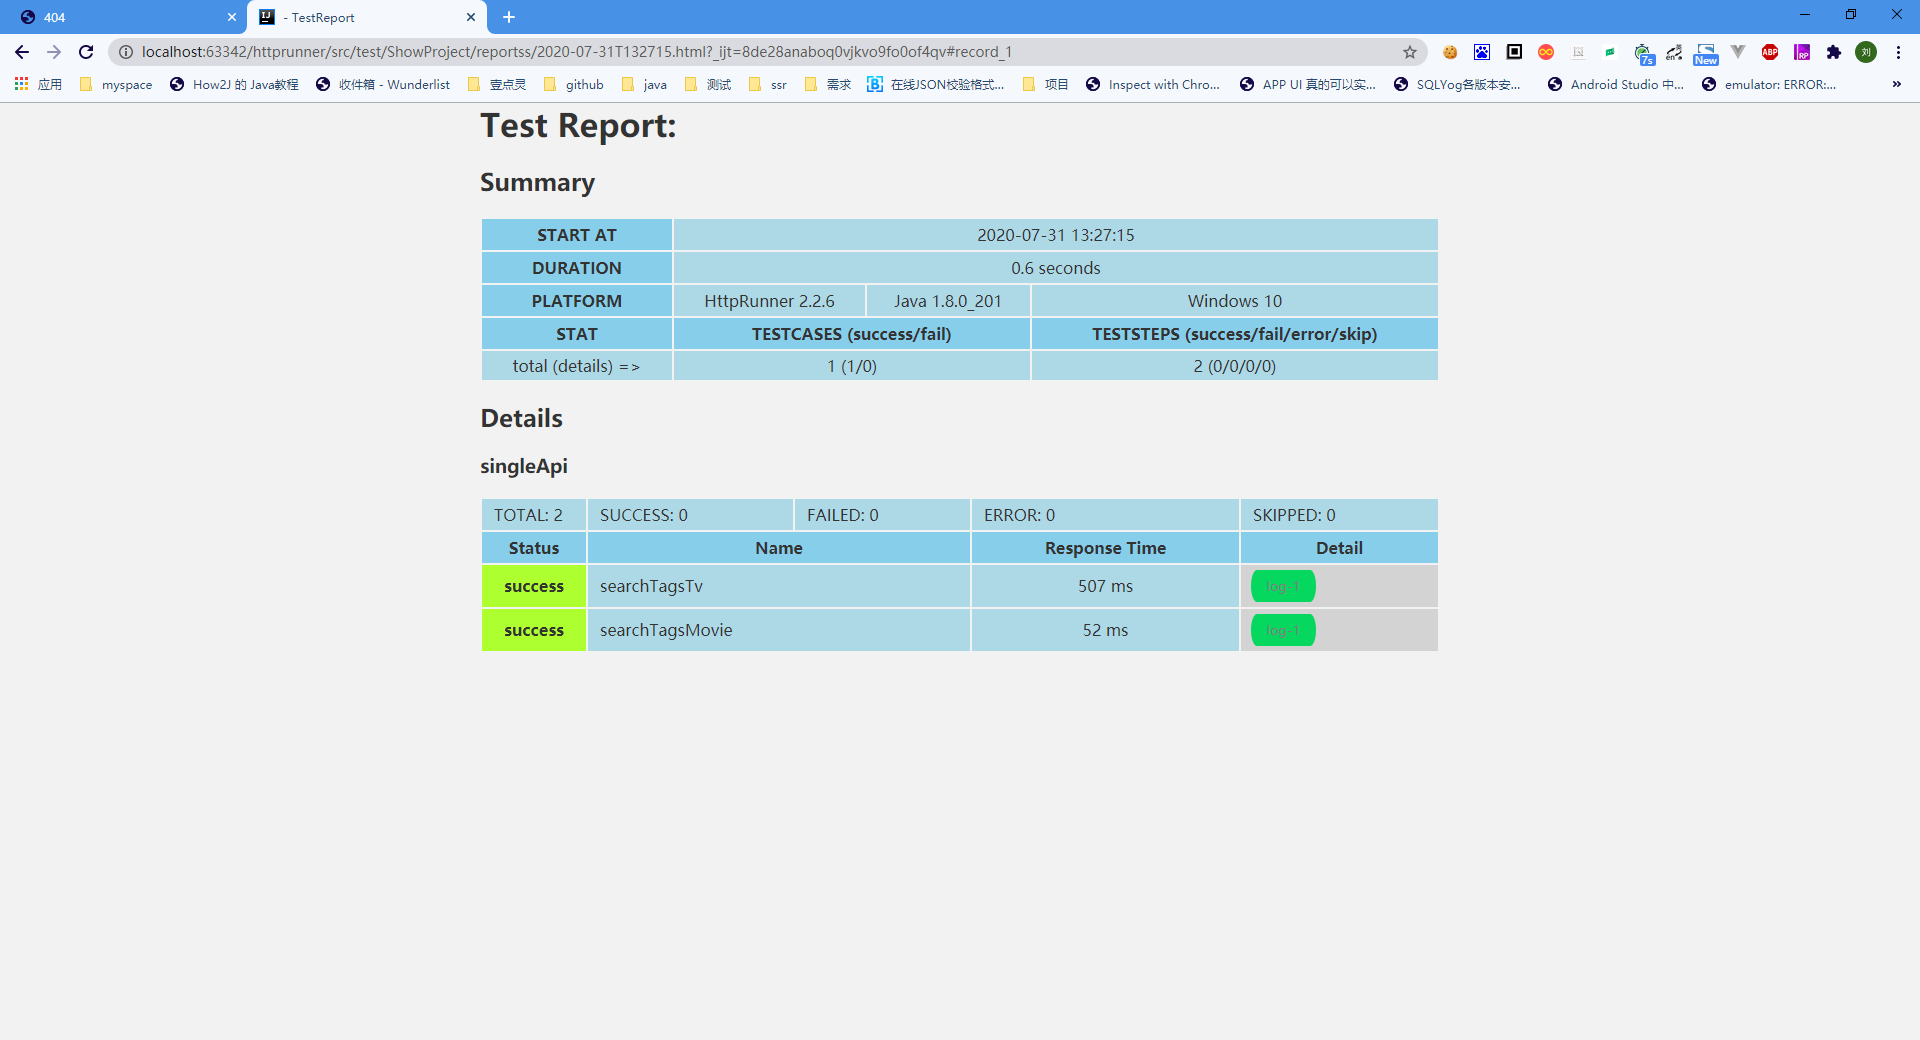 404
- TestReport
localhost:63342/httprunner/src/test/ShowProject/reportss/2020-07-31T132715.html?_ijt=8de28anaboq0vjkvo9fo0of4qv#record_1
7s
en
New
ABP
RP
刘
应用 myspace How2J 的 Java教程 收件箱 - Wunderlist 壹点灵 github java 测试 ssr 需求 在线JSON校验格式... 项目 Inspect with Chro... APP UI 真的可以实... SQLYog各版本安... Android Studio 中... emulator: ERROR:... »
Test Report:
Summary
START AT 2020-07-31 13:27:15
DURATION 0.6 seconds
PLATFORM HttpRunner 2.2.6 Java 1.8.0_201 Windows 10
STAT TESTCASES (success/fail) TESTSTEPS (success/fail/error/skip)
total (details) => 1 (1/0) 2 (0/0/0/0)
Details
singleApi
TOTAL: 2 SUCCESS: 0 FAILED: 0 ERROR: 0 SKIPPED: 0
Status Name Response Time Detail
success searchTagsTv 507 ms log-1
success searchTagsMovie 52 ms log-1